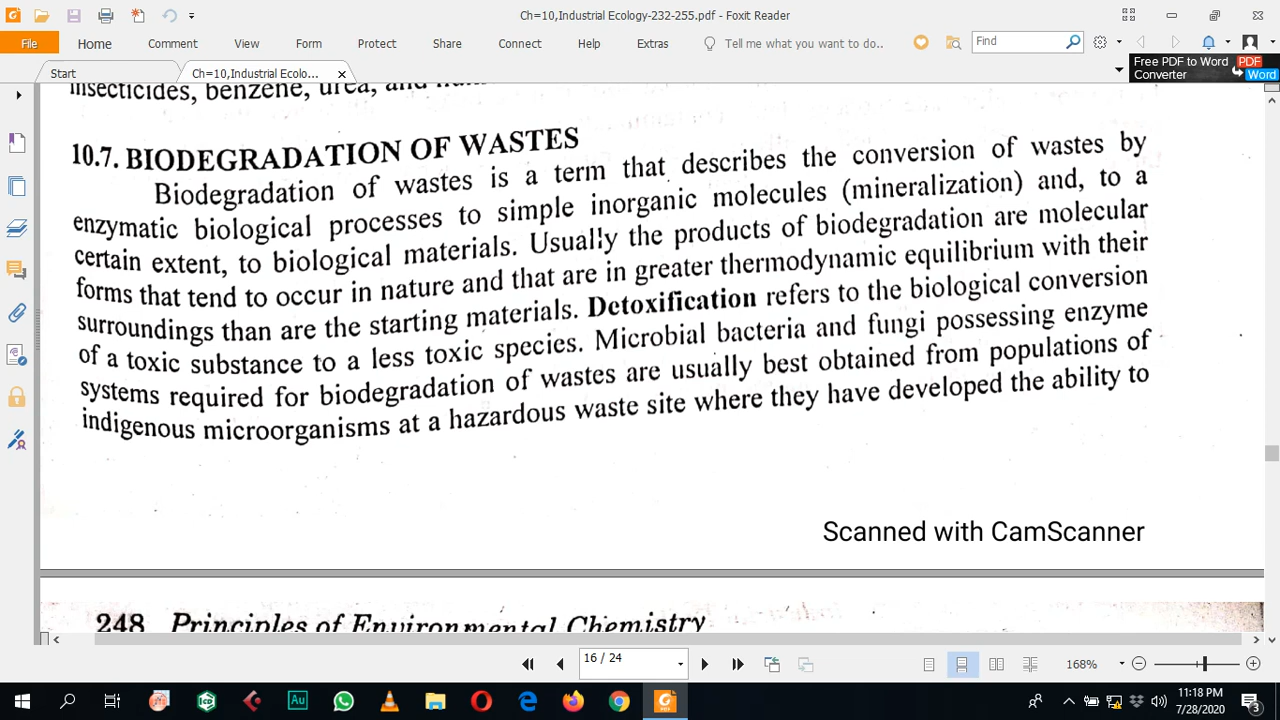 Ch=10,Industrial Ecology-232-255.pdf - Foxit Reader
File Home Comment View Form Protect Share Connect Help Extras Tell me what you want to do.. Find
Free PDF to Word Converter PDF Word
Start Ch=10,Industrial Ecolo...
insecticides, benzene, urea, and
10.7. BIODEGRADATION OF WASTES
Biodegradation of wastes is a term that describes the conversion of wastes by
enzymatic biological processes to simple inorganic molecules (mineralization) and, to a
certain extent, to biological materials. Usually the products of biodegradation are molecular
forms that tend to occur in nature and that are in greater thermodynamic equilibrium with their
surroundings than are the starting materials. Detoxification refers to the biological conversion
of a toxic substance to a less toxic species. Microbial bacteria and fungi possessing enzyme
systems required for biodegradation of wastes are usually best obtained from populations of
indigenous microorganisms at a hazardous waste site where they have developed the ability to
Scanned with CamScanner
248 Principles of Environmental Chemistry
16 / 24 168%
Au
11:18 PM
7/28/2020
3